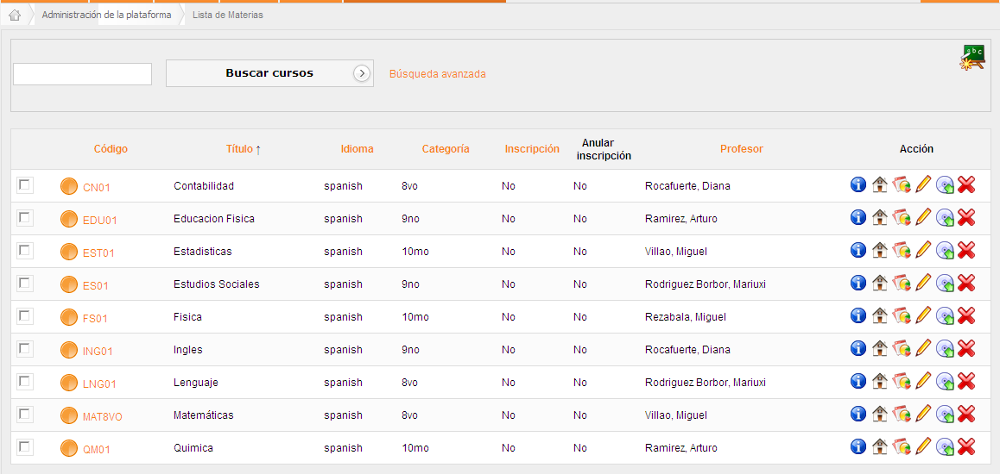 Administración de la plataforma Lista de Materias
abc
Buscar cursos Búsqueda avanzada
Código Título ↑ Idioma Categoría Inscripción Anular inscripción Profesor Acción
CN01 Contabilidad spanish 8vo No No Rocafuerte, Diana
EDU01 Educacion Fisica spanish 9no No No Ramirez, Arturo
EST01 Estadisticas spanish 10mo No No Villao, Miguel
ES01 Estudios Sociales spanish 9no No No Rodriguez Borbor, Mariuxi
FS01 Fisica spanish 10mo No No Rezabala, Miguel
ING01 Ingles spanish 9no No No Rocafuerte, Diana
LNG01 Lenguaje spanish 8vo No No Rodriguez Borbor, Mariuxi
MAT8VO Matemáticas spanish 8vo No No Villao, Miguel
QM01 Quimica spanish 10mo No No Ramirez, Arturo